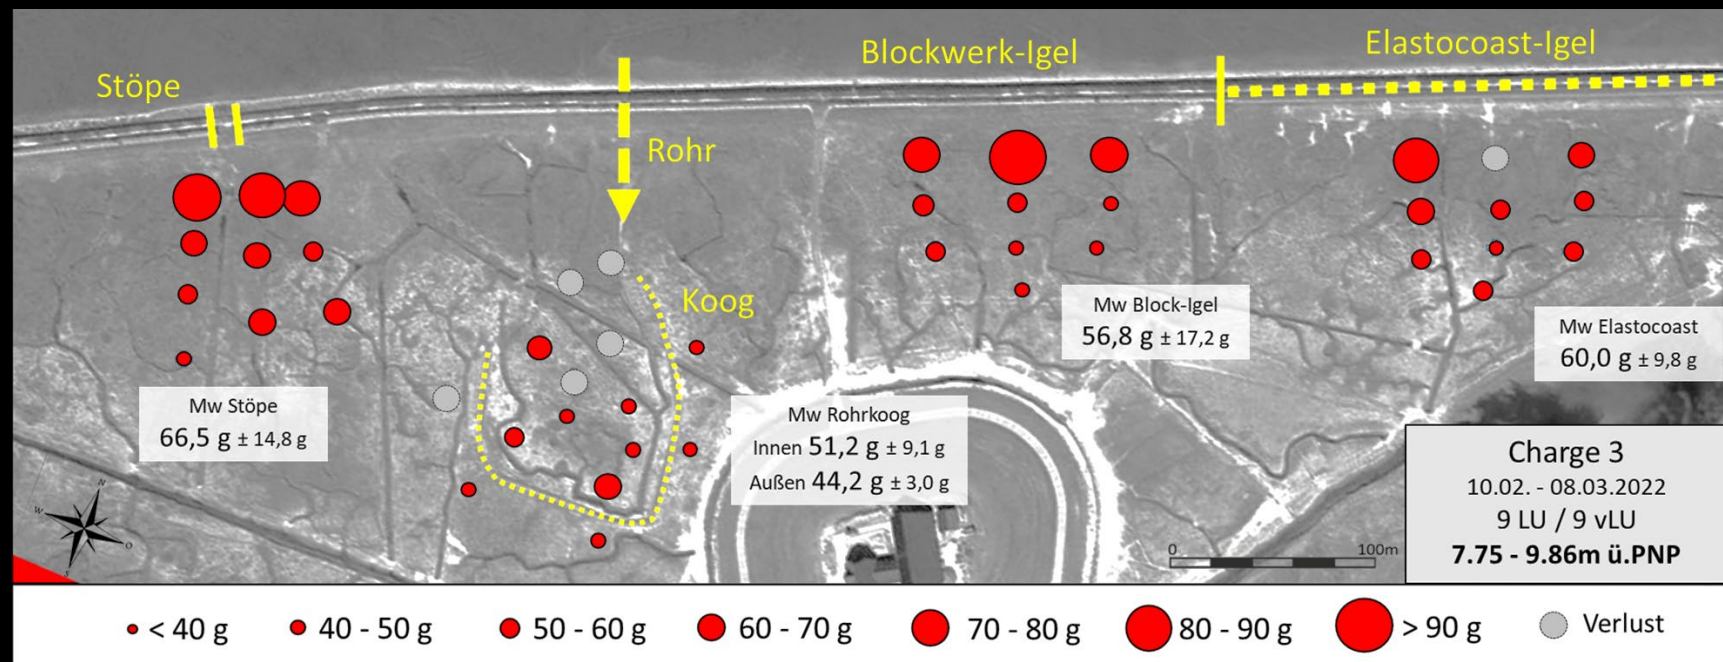 Stöpe
Blockwerk-Igel
Elastocoast-Igel
Rohr
Koog
Mw Stöpe
66,5 g ± 14,8 g
Mw Rohrkoog
Innen 51,2 g ± 9,1 g
Außen 44,2 g ± 3,0 g
Mw Block-Igel
56,8 g ± 17,2 g
Mw Elastocoast
60,0 g ± 9,8 g
N
W
O
S
0 100m
Charge 3
10.02. - 08.03.2022
9 LU / 9 vLU
7.75 - 9.86m ü.PNP
< 40 g 40 - 50 g 50 - 60 g 60 - 70 g 70 - 80 g 80 - 90 g > 90 g Verlust